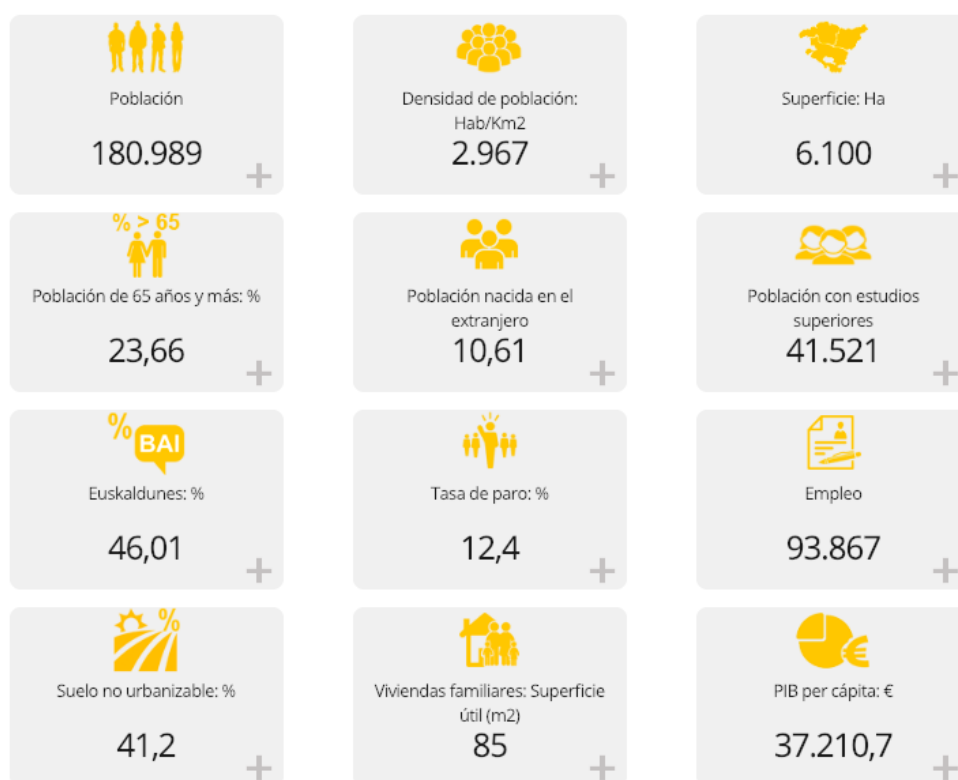 Población
180.989
Densidad de población:
Hab/Km2
2.967
Superficie: Ha
6.100
% > 65
Población de 65 años y más: %
23,66
Población nacida en el
extranjero
10,61
Población con estudios
superiores
41.521
% BAI
Euskaldunes: %
46,01
Tasa de paro: %
12,4
Empleo
93.867
%
Suelo no urbanizable: %
41,2
Viviendas familiares: Superficie
útil (m2)
85
€
PIB per cápita: €
37.210,7